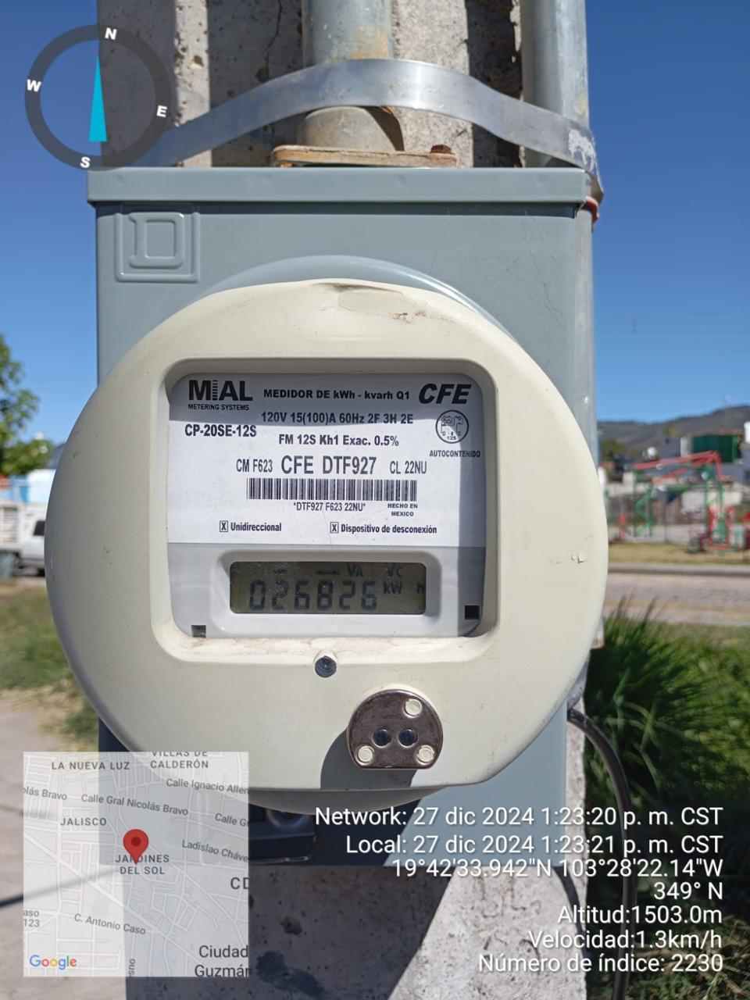 N
W
E
S
MIAL
METERING SYSTEMS
MEDIDOR DE kWh - kvarh Q1
CFE
120V 15(100)A 60Hz 2F 3H 2E
CP-20SE-12S
FM 12S Kh1 Exac. 0.5%
12S
AUTOCONTENIDO
CM F623 CFE DTF927 CL 22NU
*DTF927 F623 22NU*
HECHO EN
MEXICO
X Unidireccional
X Dispositivo de desconexión
VA VC
026826 kW h
VILLAS DE
CALDERÓN
LA NUEVA LUZ
Calle Ignacio Allen
olás Bravo
Calle Gral Nicolás Bravo
JALISCO
Calle G
Ladislao Cháve
JARDINES
DEL SOL
CD
aso
123
C. Antonio Caso
Ciudad
Guzmán
Google
Network: 27 dic 2024 1:23:20 p. m. CST
Local: 27 dic 2024 1:23:21 p. m. CST
19°42'33.942"N 103°28'22.14"W
349° N
Altitud:1503.0m
Velocidad:1.3km/h
Número de índice: 2230